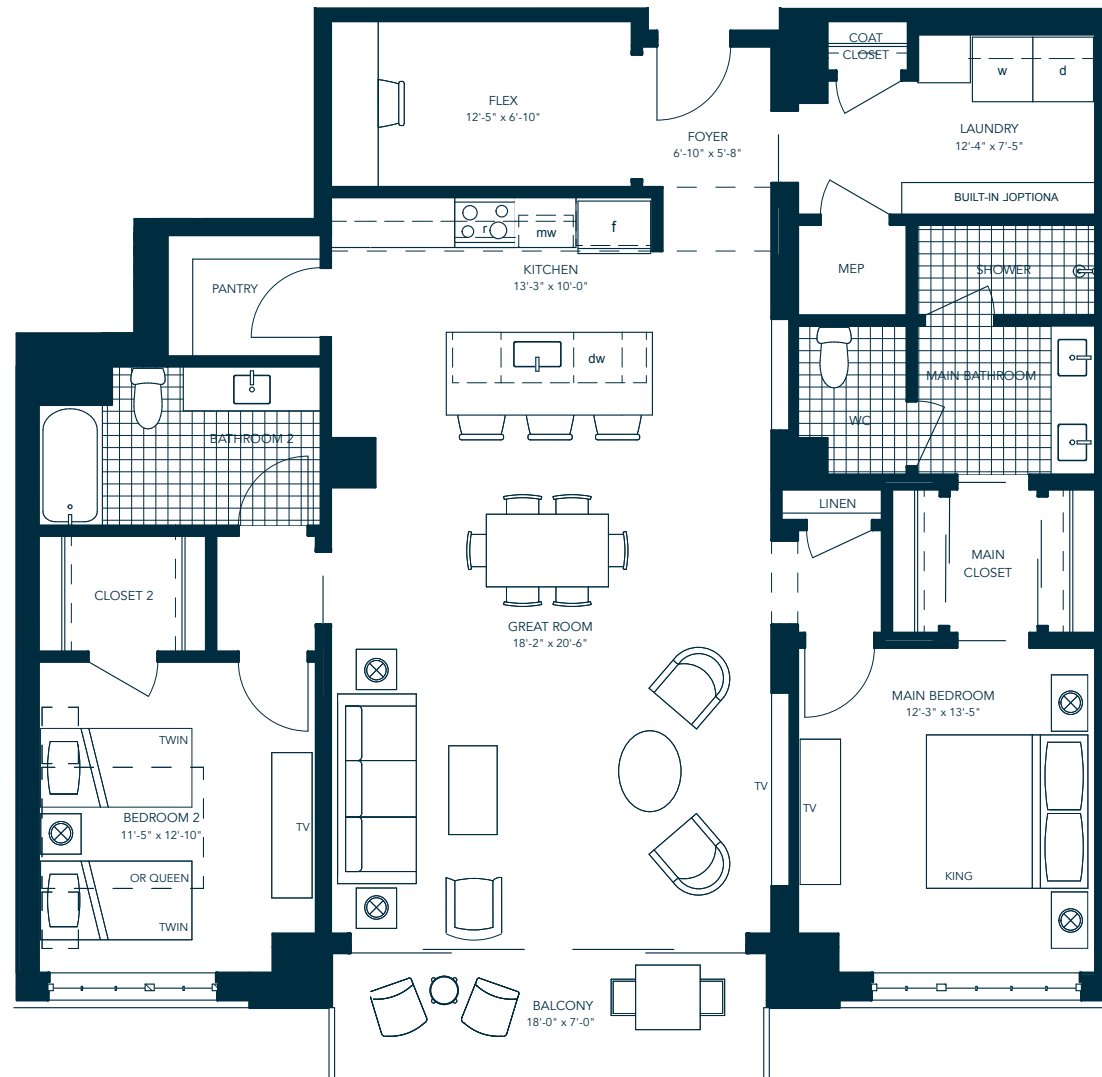 COAT
CLOSET
w
d
FLEX
12'-5" x 6'-10"
FOYER
6'-10" x 5'-8"
LAUNDRY
12'-4" x 7'-5"
BUILT-IN
r
mw
f
KITCHEN
13'-3" x 10'-0"
PANTRY
MEP
SHOWER
dw
MAIN BATHROOM
WC
BATHROOM 2
LINEN
MAIN
CLOSET
CLOSET 2
GREAT ROOM
18'-2" x 20'-6"
MAIN BEDROOM
12'-3" x 13'-5"
TWIN
TV
TV
BEDROOM 2
11'-5" x 12'-10"
TV
OR QUEEN
KING
TWIN
BALCONY
18'-0" x 7'-0"